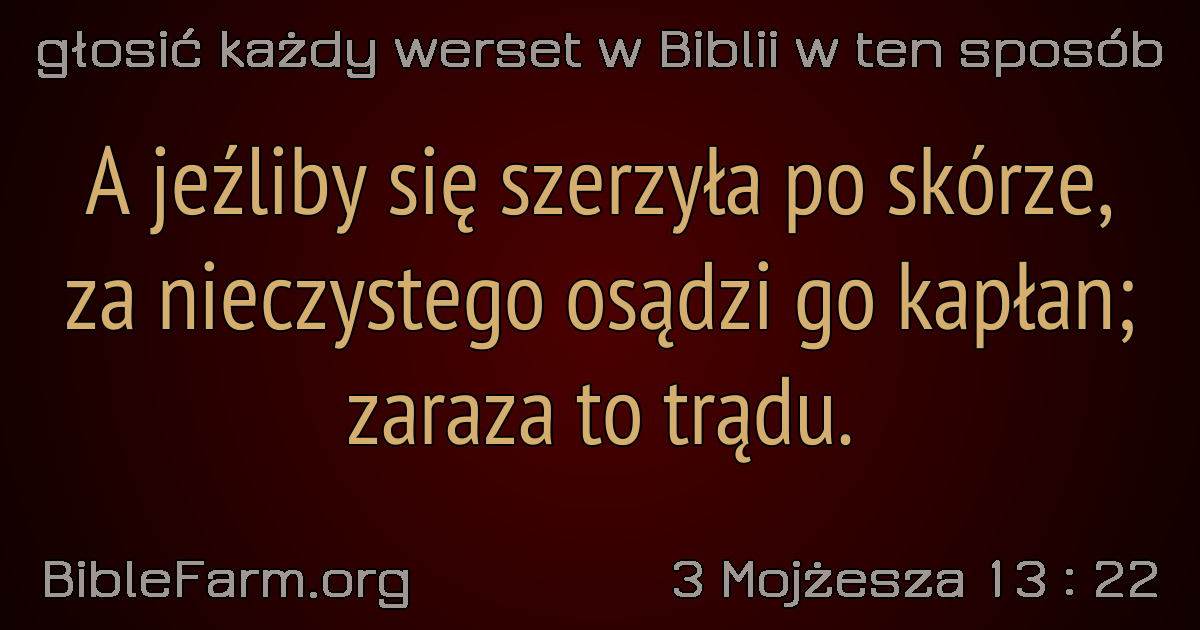 głosić każdy werset w Biblii w ten sposób
A jeźliby się szerzyła po skórze,
za nieczystego osądzi go kapłan;
zaraza to trądu.
BibleFarm.org
3 Mojżesza 13 : 22